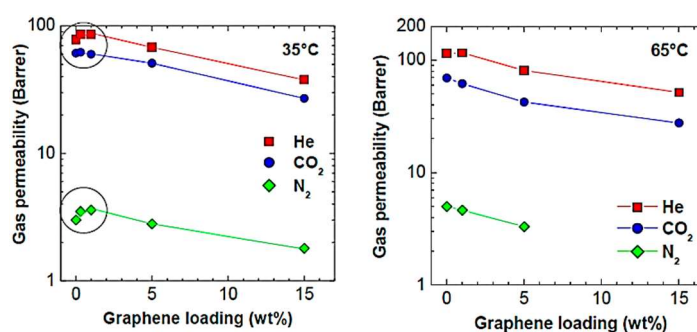 100
10
1
Gas permeability (Barrer)
35°C
He
CO2
N2
0 5 10 15
Graphene loading (wt%)
200
100
10
1
Gas permeability (Barrer)
65°C
He
CO2
N2
0 5 10 15
Graphene loading (wt%)